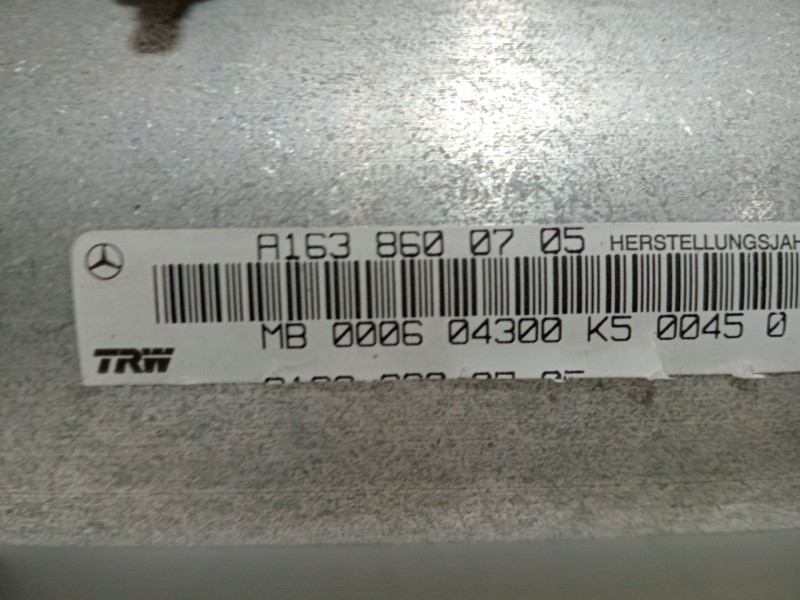 A163 860 07 05 HERSTELLUNGSJAH
MB 0006 04300 K5 0045 0
TRW